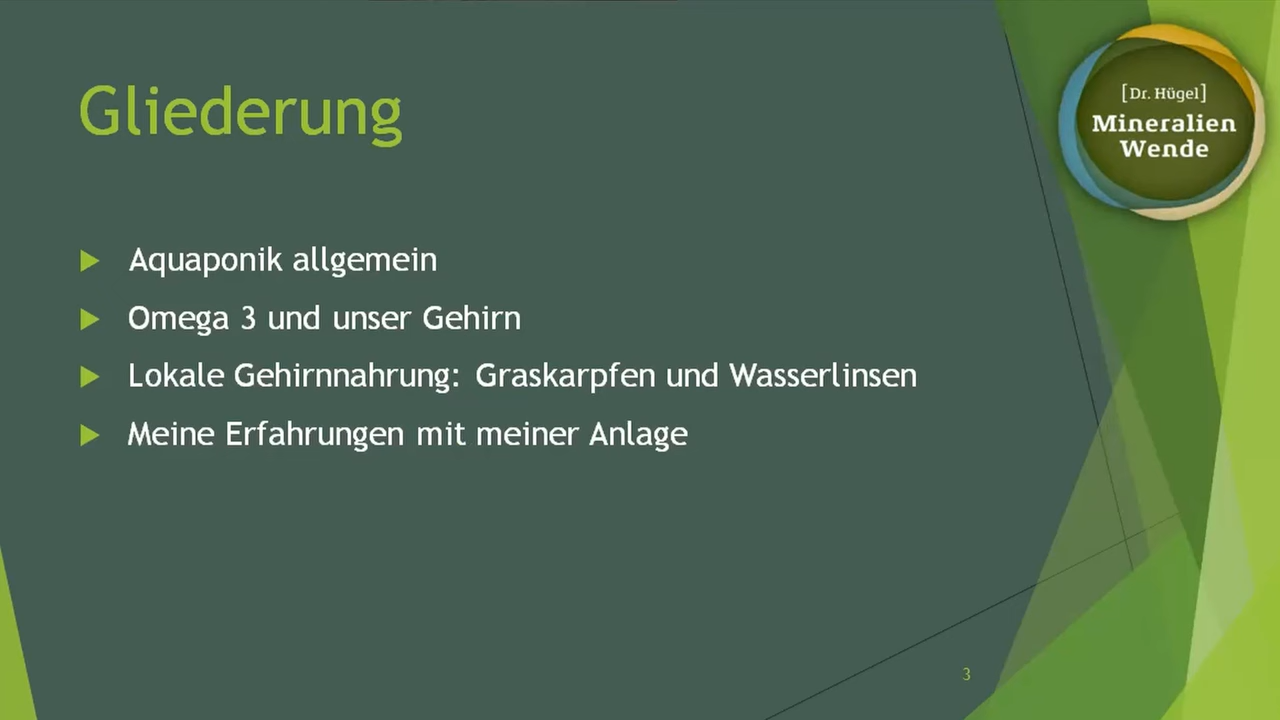 Gliederung
[Dr. Hügel]
Mineralien
Wende
Aquaponik allgemein
Omega 3 und unser Gehirn
Lokale Gehirnnahrung: Graskarpfen und Wasserlinsen
Meine Erfahrungen mit meiner Anlage
3